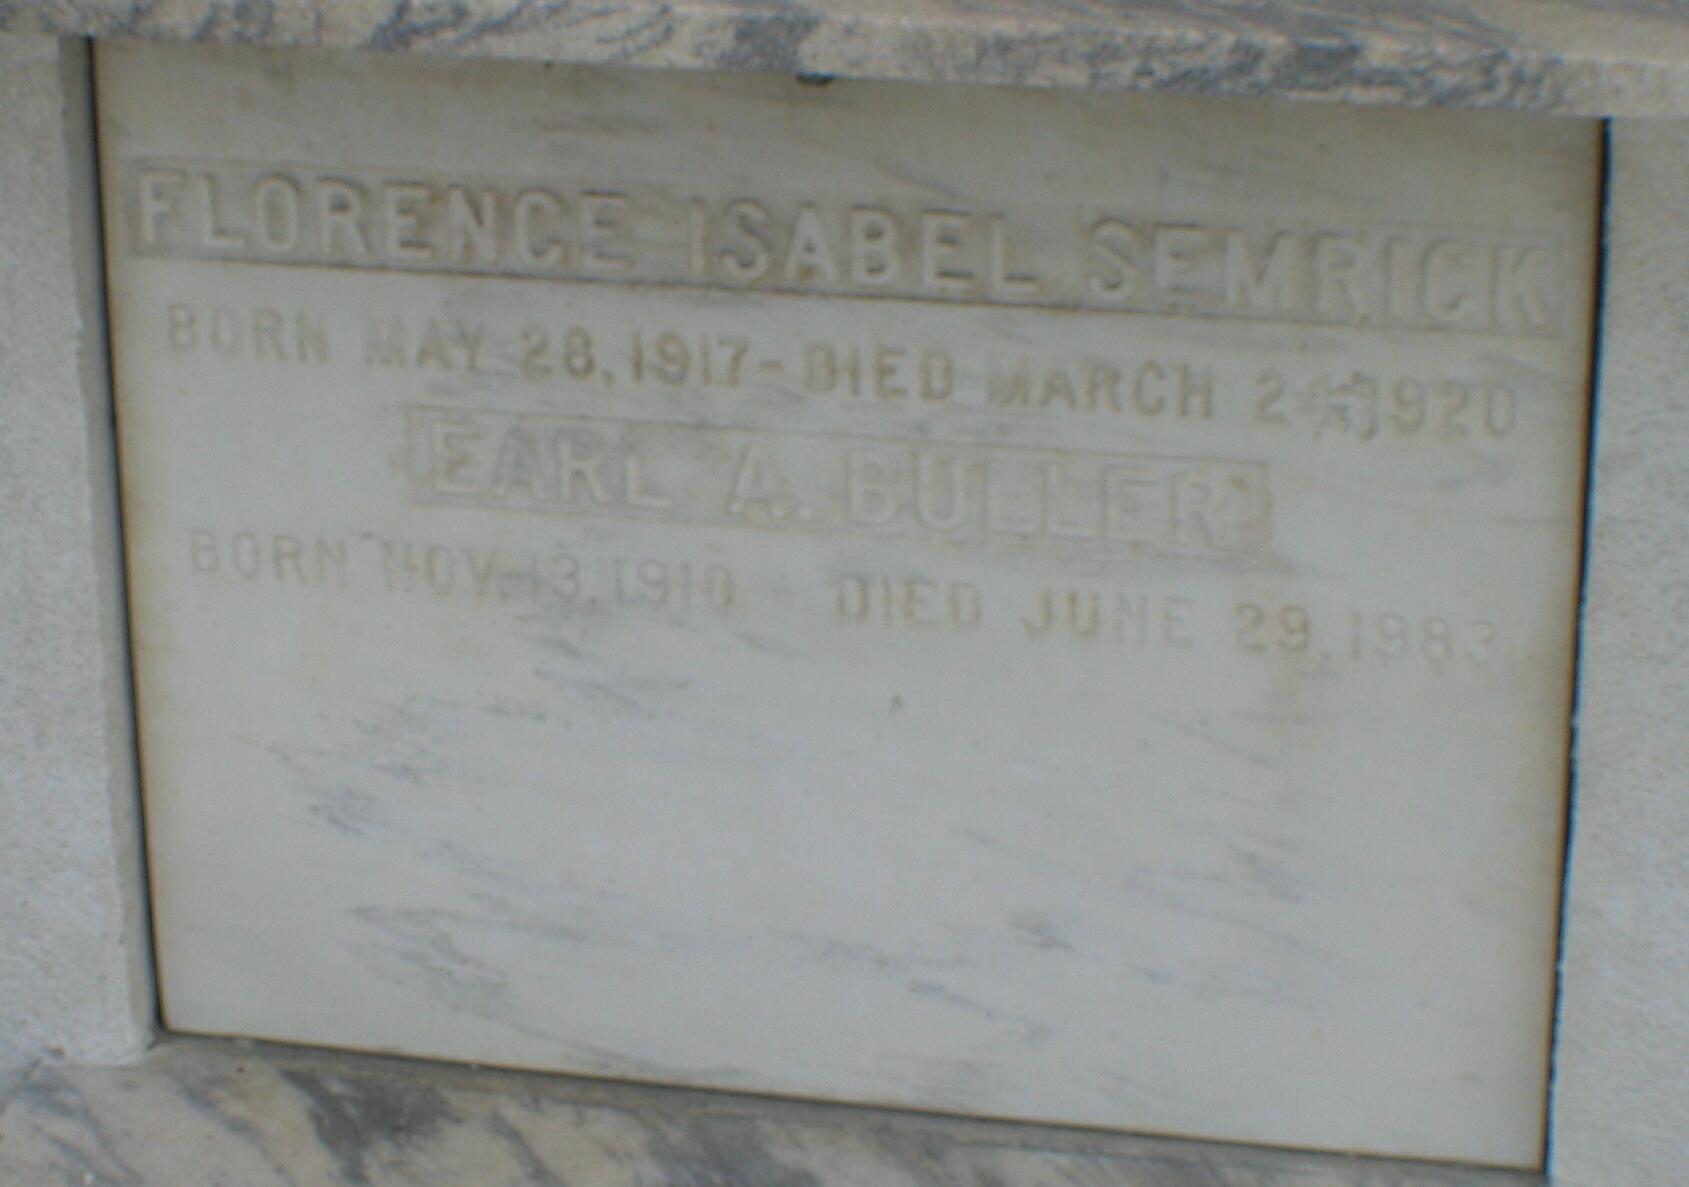 FLORENCE ISABEL SEMRICK
BORN MAY 28, 1917 - DIED MARCH 1920
EARL A. BULLER
BORN NOV. 13, 1910 - DIED JUNE 29, 1983